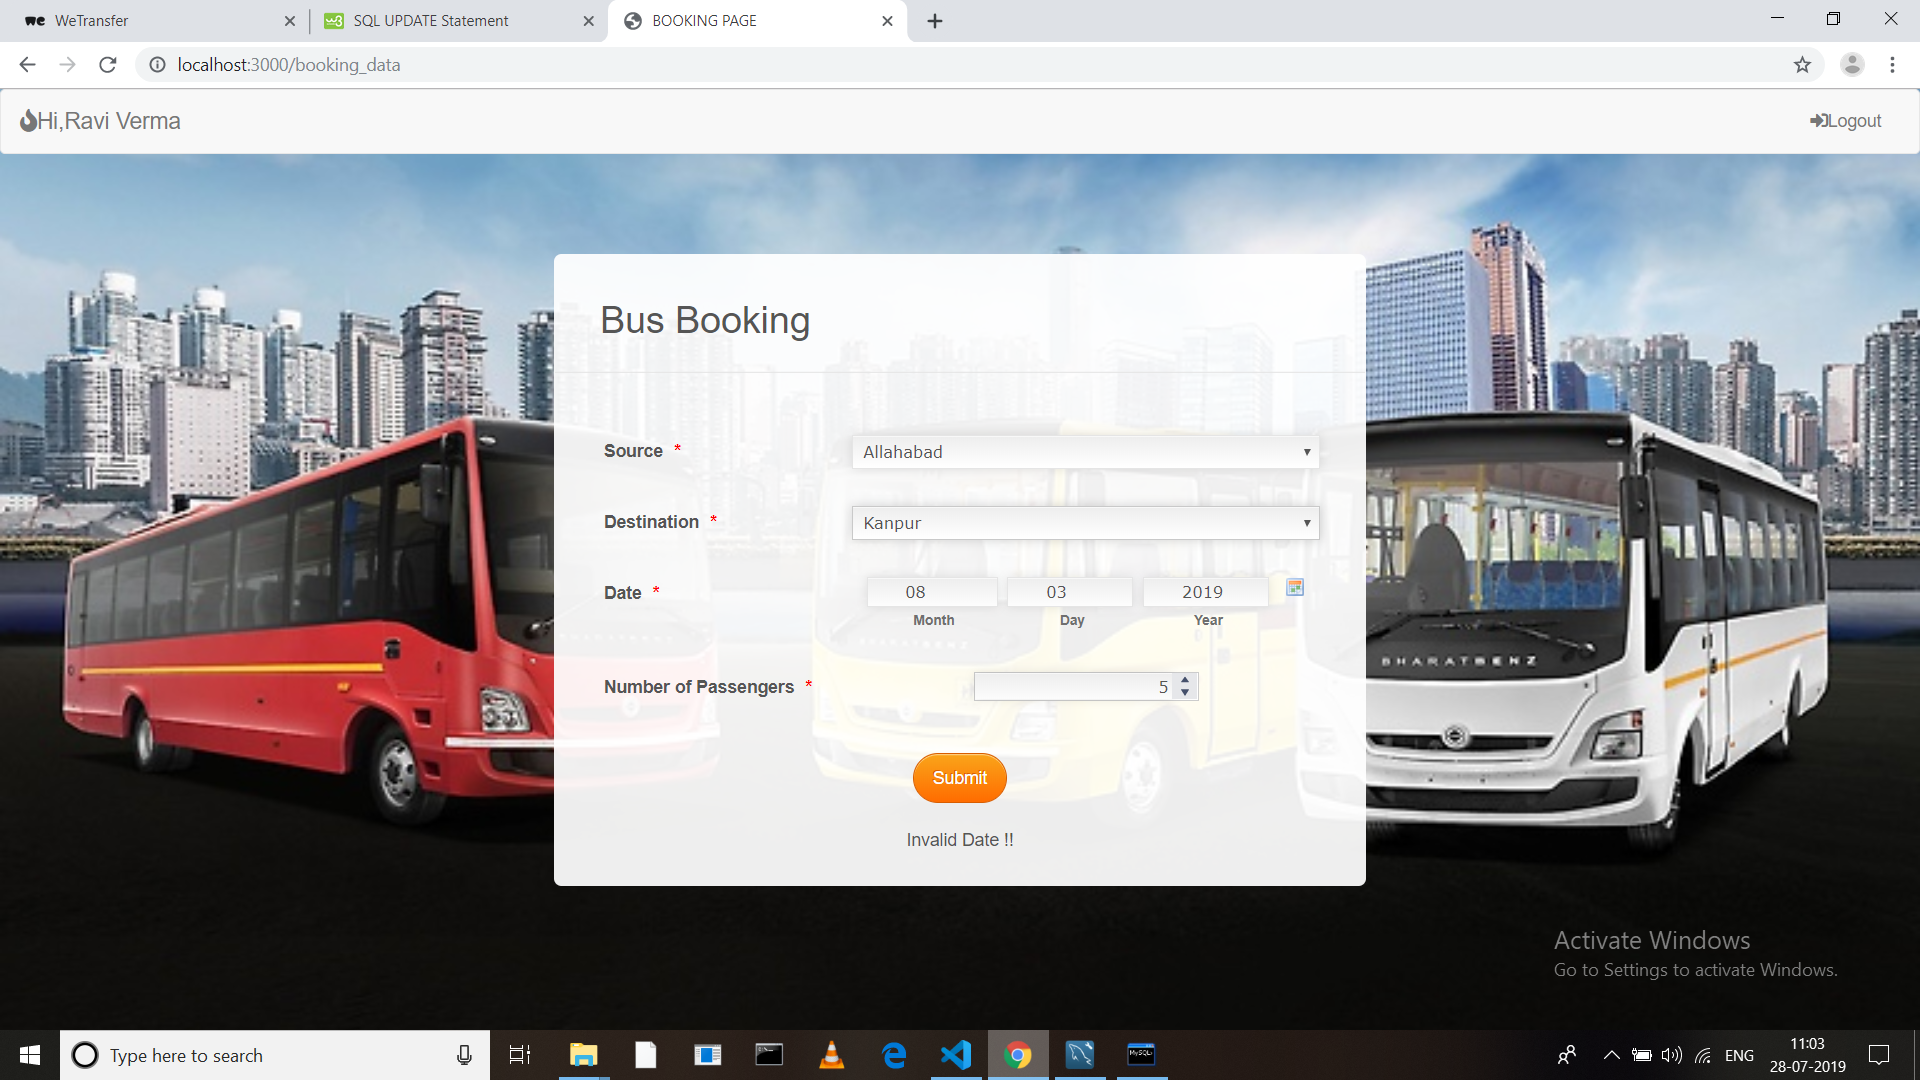 WeTransfer
SQL UPDATE Statement
BOOKING PAGE
localhost:3000/booking_data
Hi,Ravi Verma
Logout
Bus Booking
Source *
Allahabad
Destination *
Kanpur
Date *
08
03
2019
Month
Day
Year
Number of Passengers *
5
Submit
Invalid Date !!
BHARATBENZ
Activate Windows
Go to Settings to activate Windows.
Type here to search
ENG
11:03
28-07-2019